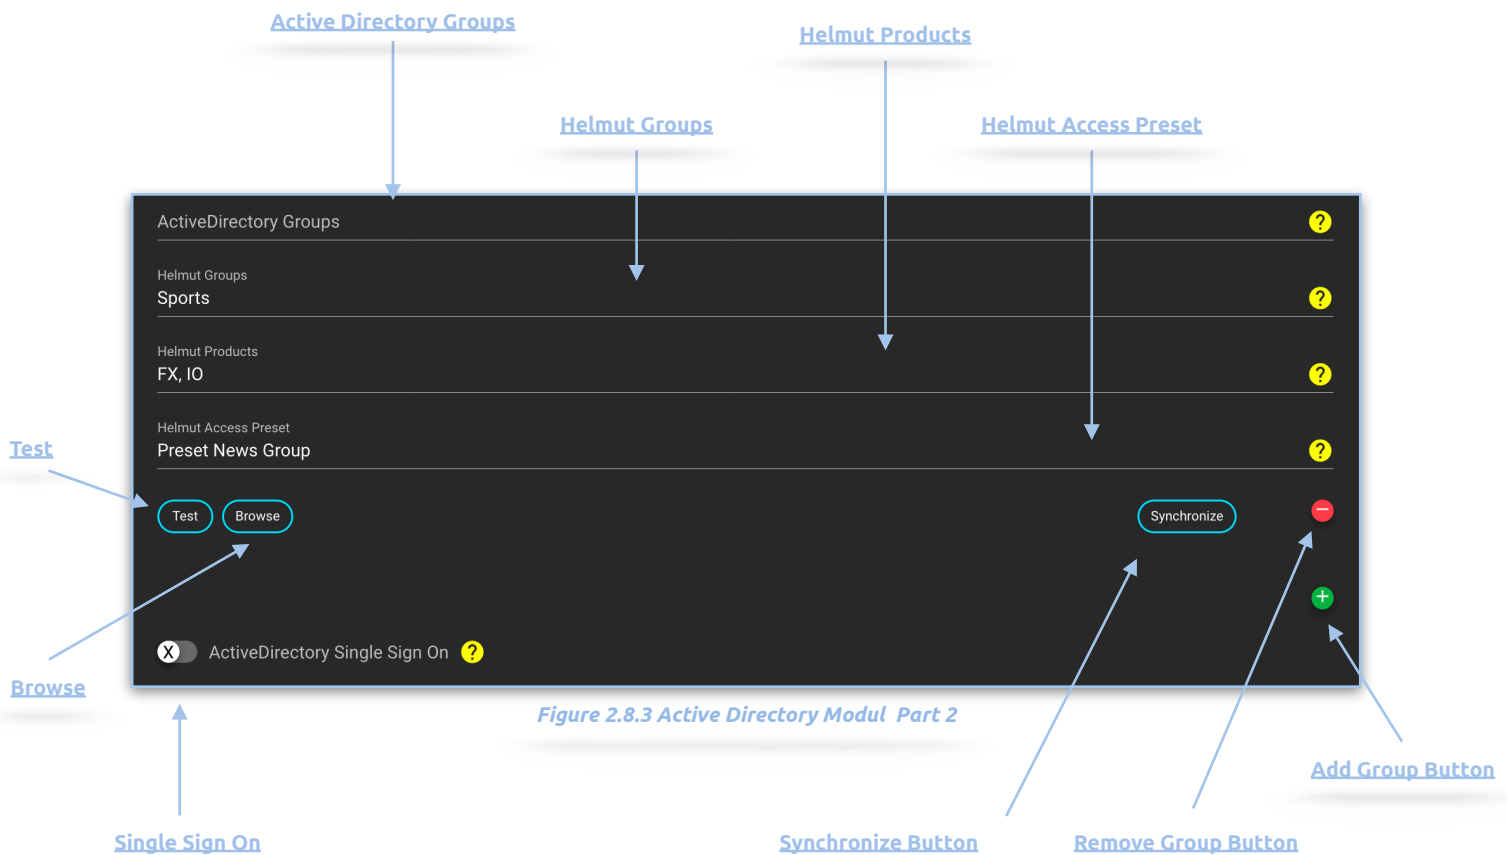 Active Directory Groups
Helmut Products
Helmut Groups
Helmut Access Preset
ActiveDirectory Groups
?
Helmut Groups
Sports
?
Helmut Products
FX, IO
?
Helmut Access Preset
Preset News Group
?
Test
Test
Browse
Synchronize
X
ActiveDirectory Single Sign On
?
Browse
Figure 2.8.3 Active Directory Modul Part 2
Add Group Button
Single Sign On
Synchronize Button
Remove Group Button